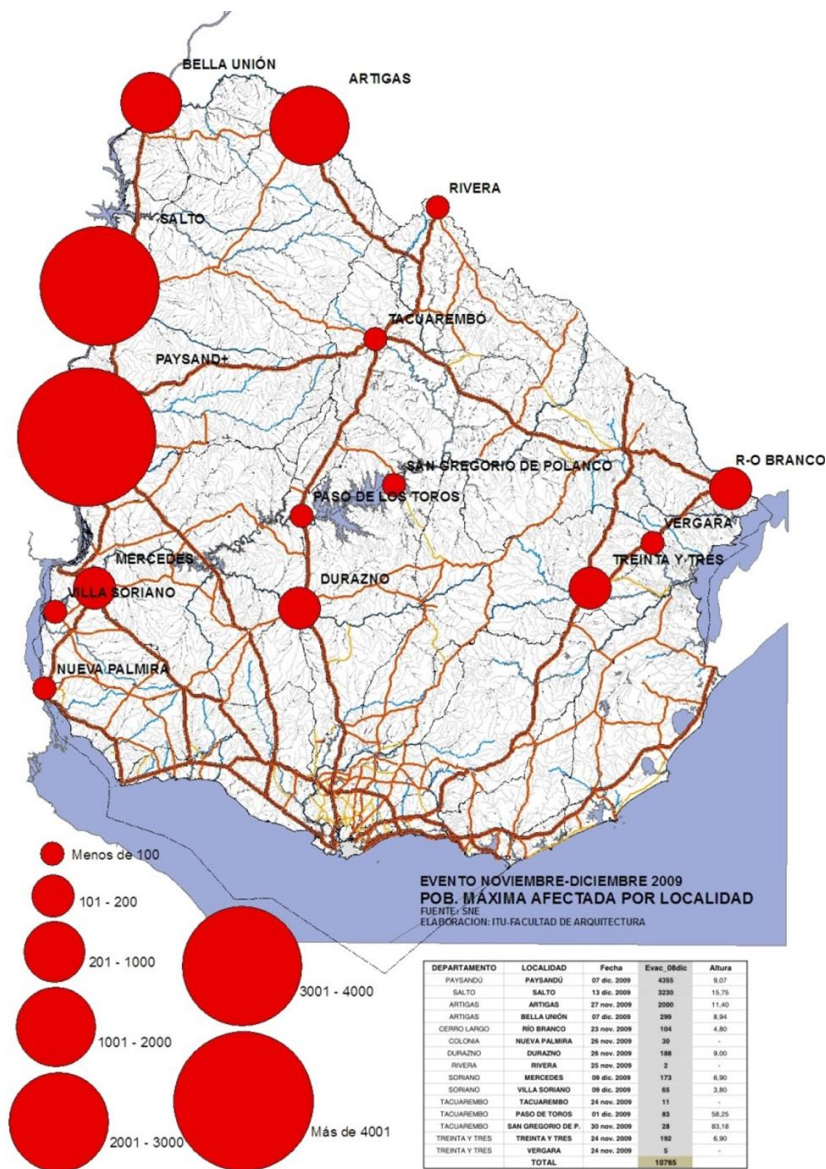 BELLA UNIÓN
ARTIGAS
RIVERA
SALTO
TACUAREMBÓ
PAYSAND+
SAN GREGORIO DE POLANCO
R-O BRANCO
PASO DE LOS TOROS
VERGARA
MERCEDES
DURAZNO
TREINTA Y TRES
VILLA SORIANO
NUEVA PALMIRA
Menos de 100
101 - 200
201 - 1000
1001 - 2000
2001 - 3000
3001 - 4000
Más de 4001
EVENTO NOVIEMBRE-DICIEMBRE 2009
POB. MÁXIMA AFECTADA POR LOCALIDAD
FUENTE: SNE
ELABORACION: ITU-FACULTAD DE ARQUITECTURA
DEPARTAMENTO LOCALIDAD Fecha Evac_08dic Altura
PAYSANDÚ PAYSANDÚ 07 dic. 2009 4355 9,07
SALTO SALTO 13 dic. 2009 3230 15,75
ARTIGAS ARTIGAS 27 nov. 2009 2000 11,40
ARTIGAS BELLA UNIÓN 07 dic. 2009 299 8,94
CERRO LARGO RÍO BRANCO 23 nov. 2009 104 4,80
COLONIA NUEVA PALMIRA 26 nov. 2009 30 -
DURAZNO DURAZNO 26 nov. 2009 188 9,00
RIVERA RIVERA 25 nov. 2009 2 -
SORIANO MERCEDES 09 dic. 2009 173 6,90
SORIANO VILLA SORIANO 09 dic. 2009 65 3,80
TACUAREMBO TACUAREMBO 24 nov. 2009 11 -
TACUAREMBO PASO DE TOROS 01 dic. 2009 83 58,25
TACUAREMBO SAN GREGORIO DE P. 30 nov. 2009 28 83,18
TREINTA Y TRES TREINTA Y TRES 24 nov. 2009 192 6,90
TREINTA Y TRES VERGARA 24 nov. 2009 5 -
TOTAL 10765